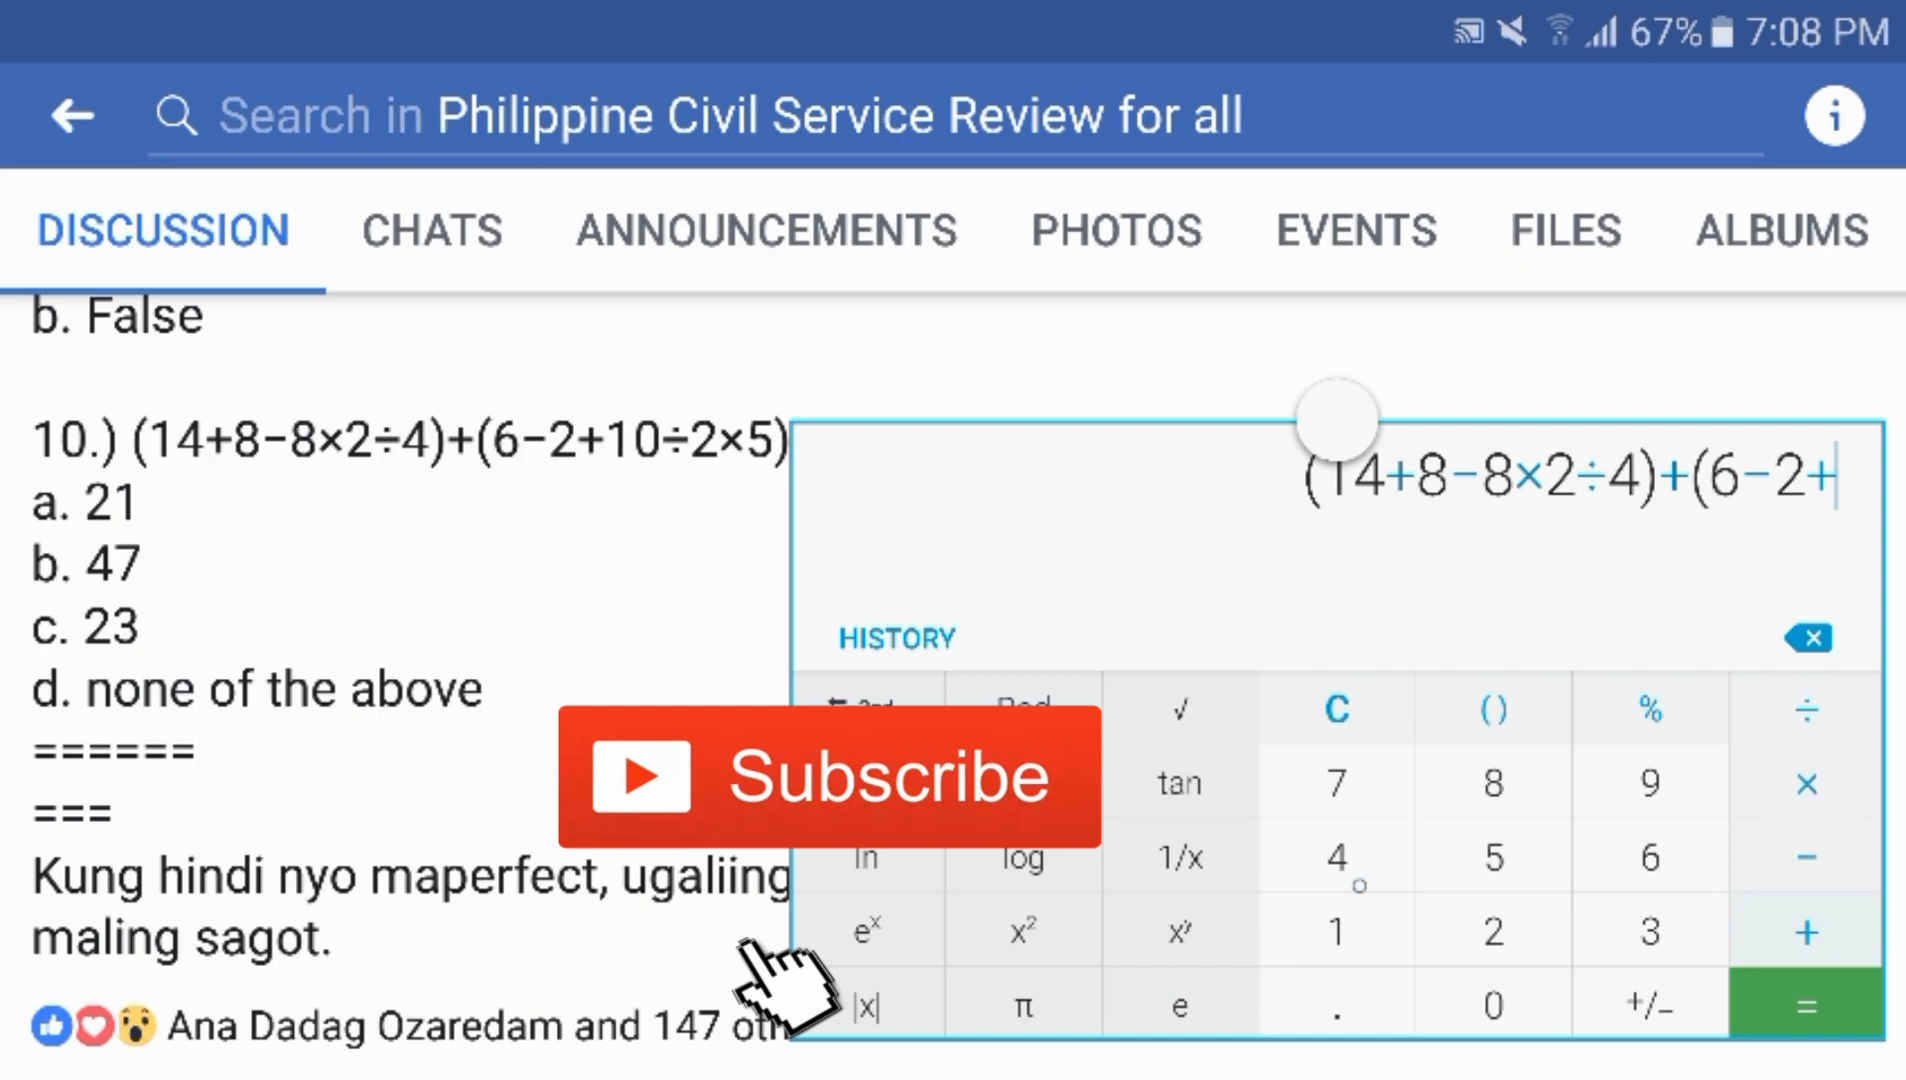 67% 7:08 PM
Search in Philippine Civil Service Review for all
DISCUSSION CHATS ANNOUNCEMENTS PHOTOS EVENTS FILES ALBUMS
b. False
10.) (14+8−8×2÷4)+(6−2+10÷2×5)
a. 21
b. 47
c. 23
d. none of the above
======
===
Kung hindi nyo maperfect, ugaliing
maling sagot.
Ana Dadag Ozaredam and 147
(14+8−8×2÷4)+(6−2+
HISTORY
√ C () % ÷
Subscribe
tan 7 8 9 ×
ln log 1/x 4 5 6 −
eˣ x² xʸ 1 2 3 +
|x| π e . 0 +/− =